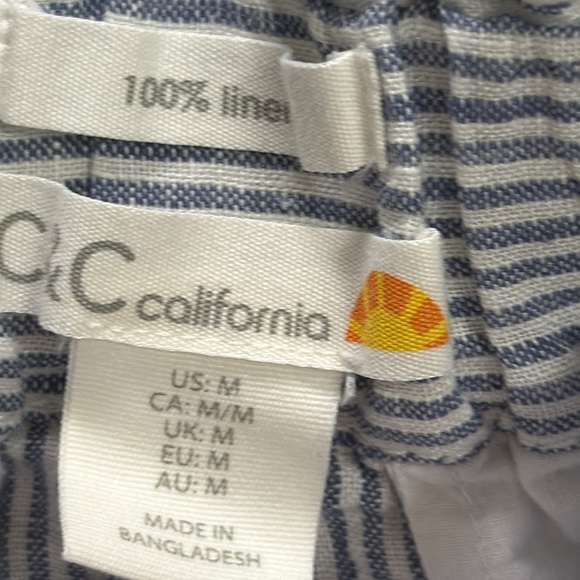 100% linen
C&C california
US: M
CA: M/M
UK: M
EU: M
AU: M
MADE IN
BANGLADESH